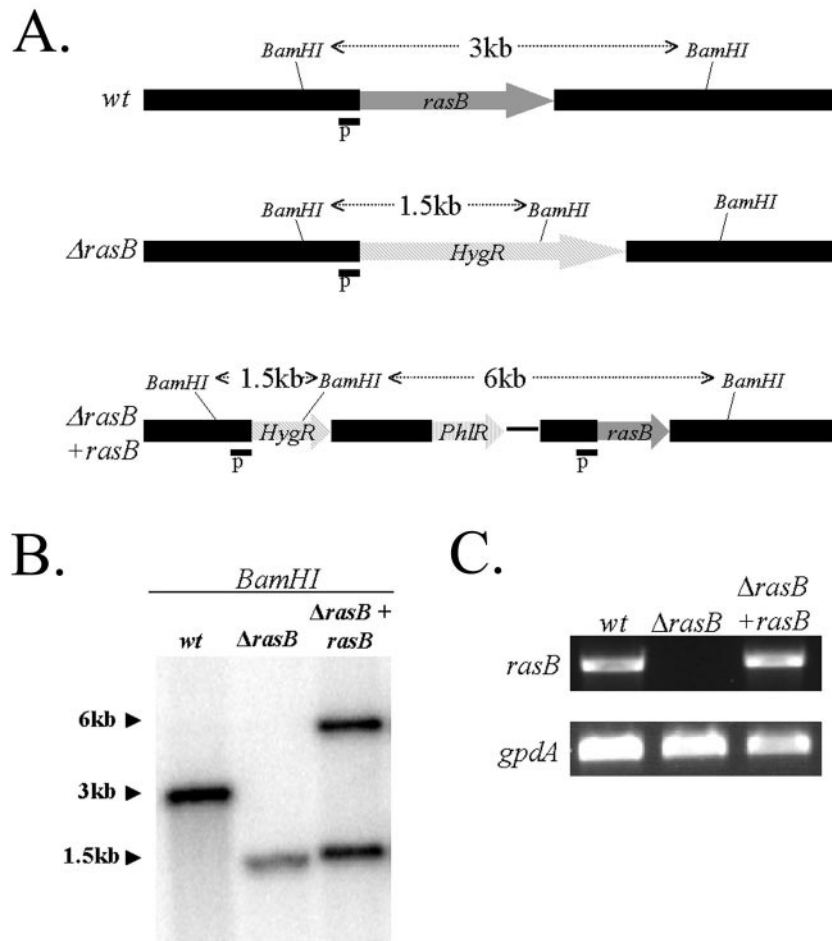 A.
BamHI 3kb BamHI
wt rasB
p
BamHI 1.5kb BamHI BamHI
ΔrasB HygR
p
BamHI 1.5kb BamHI 6kb BamHI
ΔrasB
+rasB
HygR PhlR rasB
p p
B.
BamHI
wt ΔrasB ΔrasB +
rasB
6kb
3kb
1.5kb
C.
wt ΔrasB ΔrasB
+rasB
rasB
gpdA